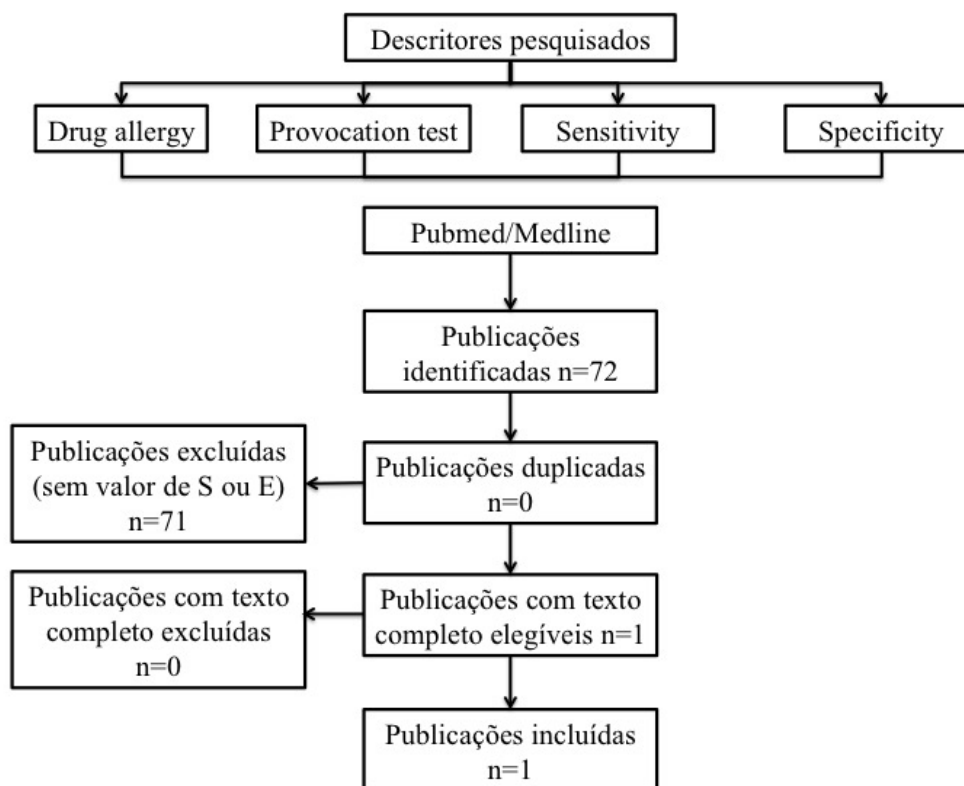 Descritores pesquisados
Drug allergy
Provocation test
Sensitivity
Specificity
Pubmed/Medline
Publicações
identificadas n=72
Publicações excluídas
(sem valor de S ou E)
n=71
Publicações duplicadas
n=0
Publicações com texto
completo excluídas
n=0
Publicações com texto
completo elegíveis n=1
Publicações incluídas
n=1